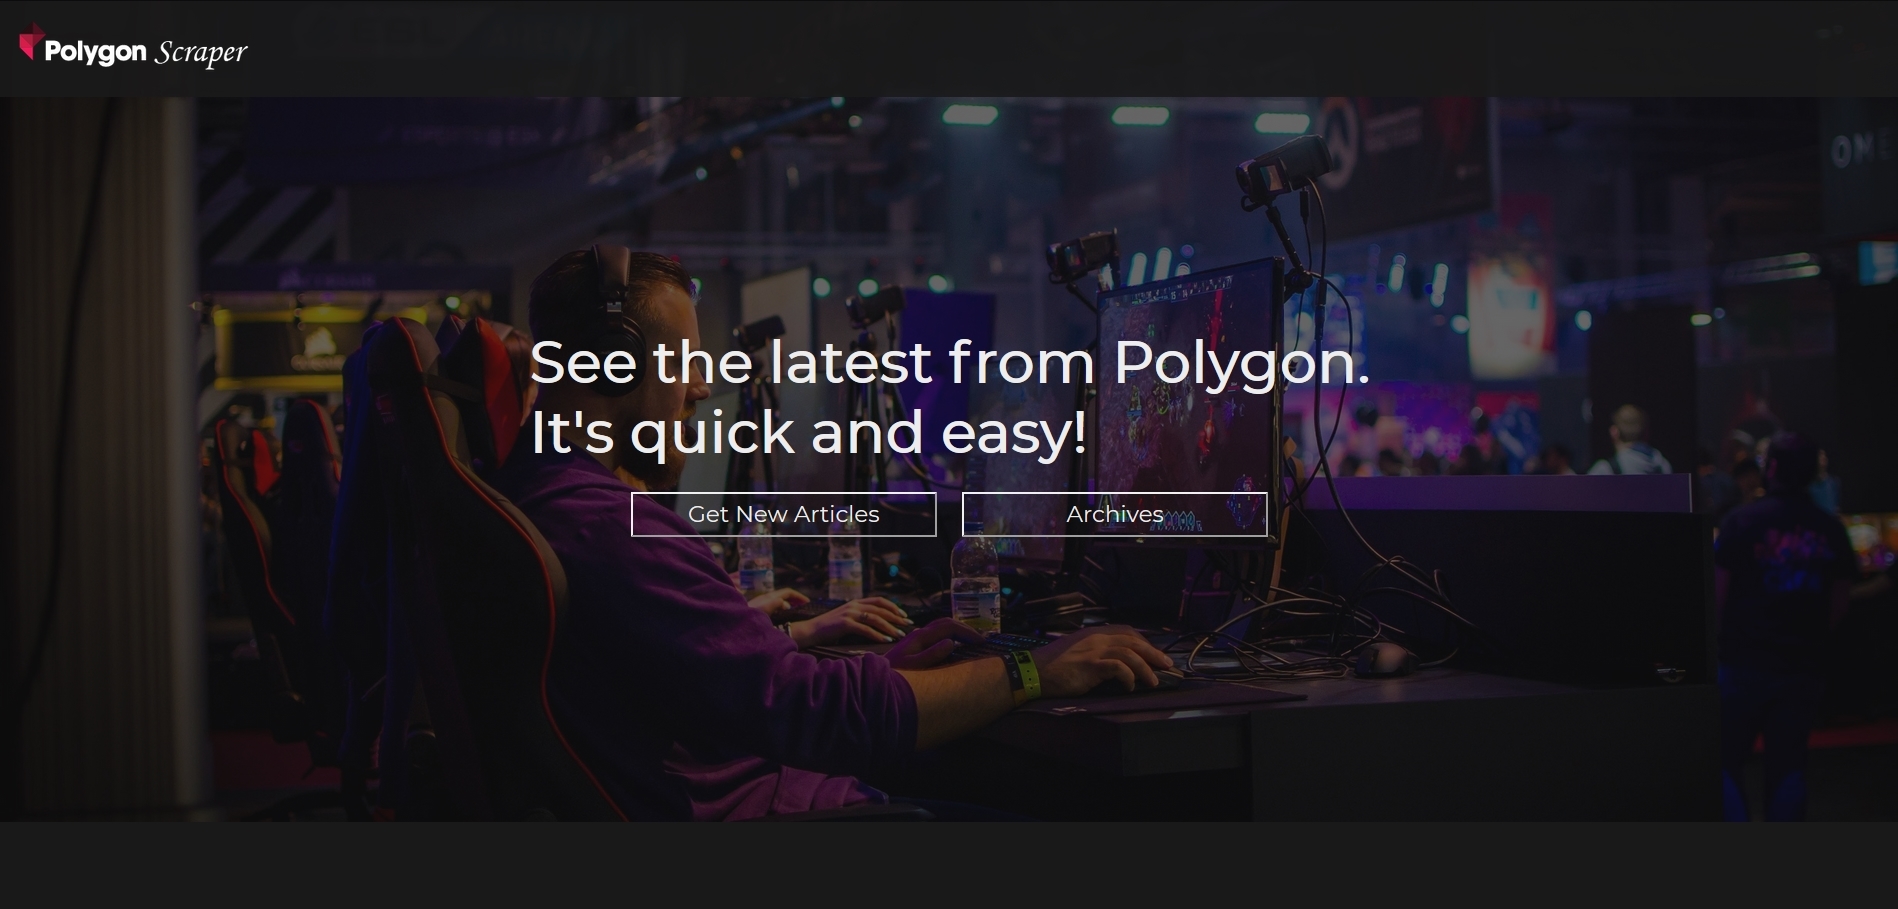 Polygon Scraper
See the latest from Polygon.
It's quick and easy!
Get New Articles
Archives